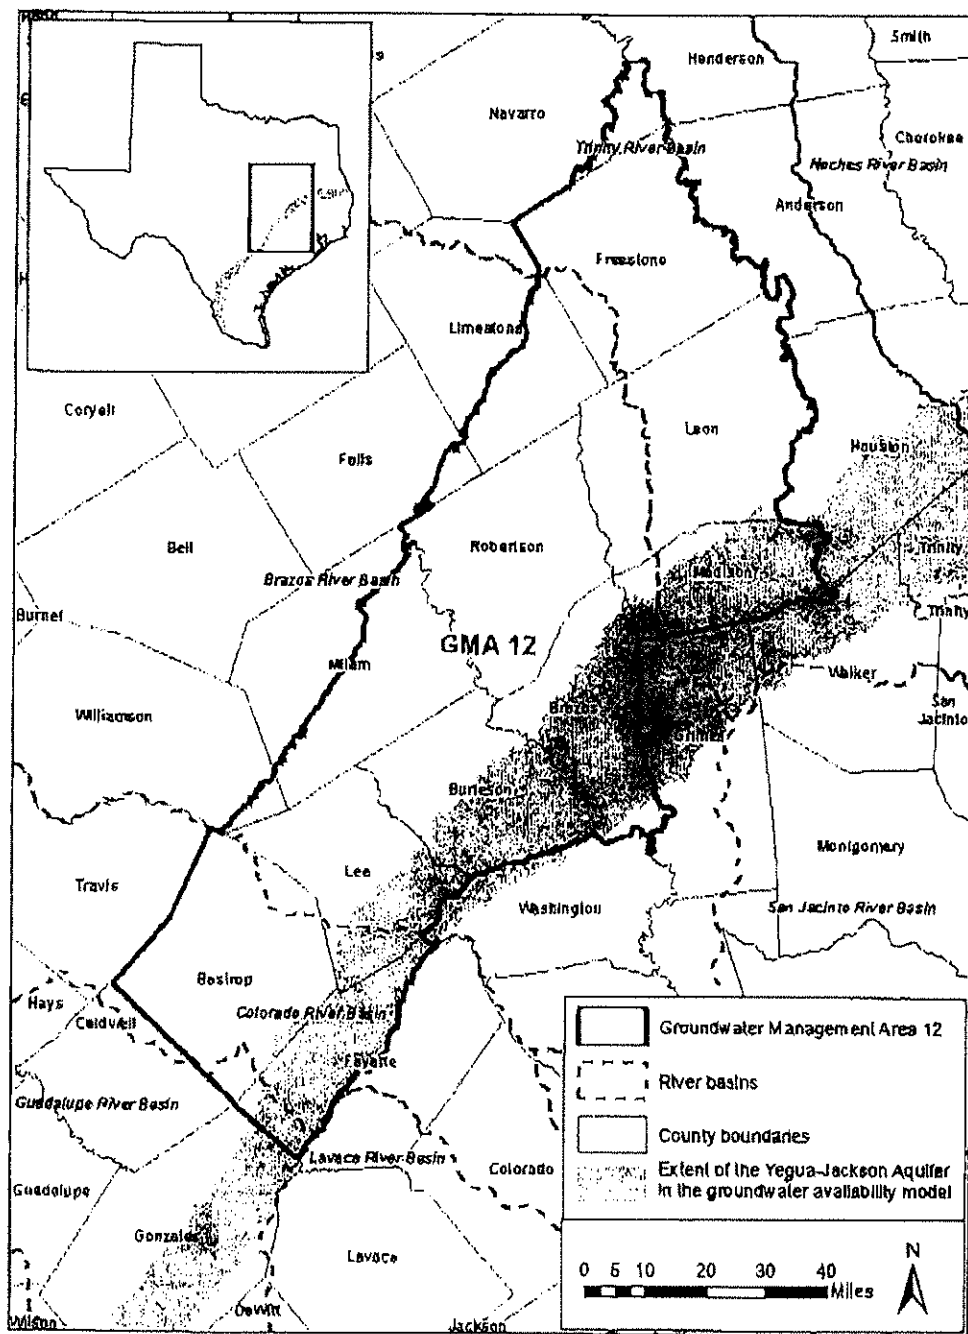 Smith
Henderson
Navarro
Cherokee
Trinity River Basin
Neches River Basin
Anderson
Freestone
Limestone
Coryell
Leon
Houston
Falls
Bell
Robertson
Trinity
Madison
Brazos River Basin
Burnet
Trinity
GMA 12
Milam
Walker
San
Jacinto
Williamson
Brazos
Grimes
Burleson
Montgomery
Lee
Travis
Washington
San Jacinto River Basin
Bastrop
Hays
Colorado River Basin
Caldwell
Groundwater Management Area 12
Fayette
River basins
Guadalupe River Basin
County boundaries
Lavaca River Basin
Colorado
Extent of the Yegua-Jackson Aquifer
in the groundwater availability model
Guadalupe
Gonzales
Lavaca
N
0 5 10 20 30 40
Miles
DeWitt
Wilson
Jackson